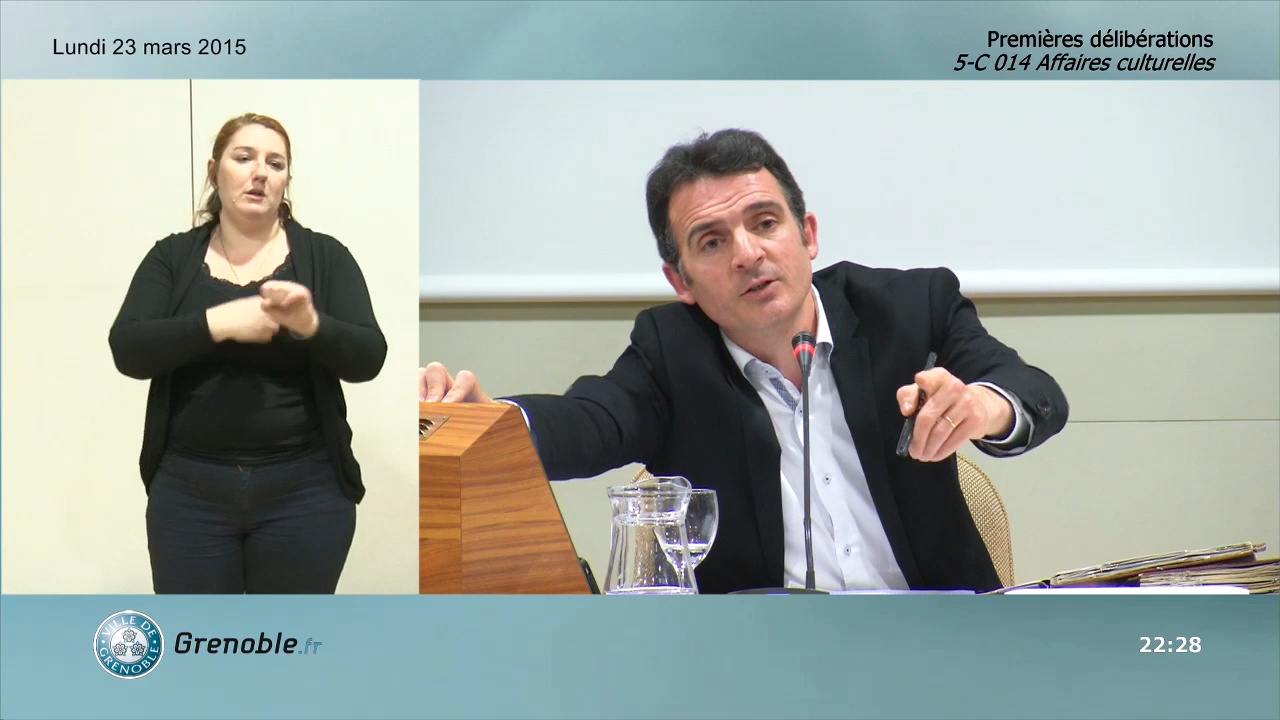 Lundi 23 mars 2015
Premières délibérations
5-C 014 Affaires culturelles
VILLE DE GRENOBLE
Grenoble.fr
22:28